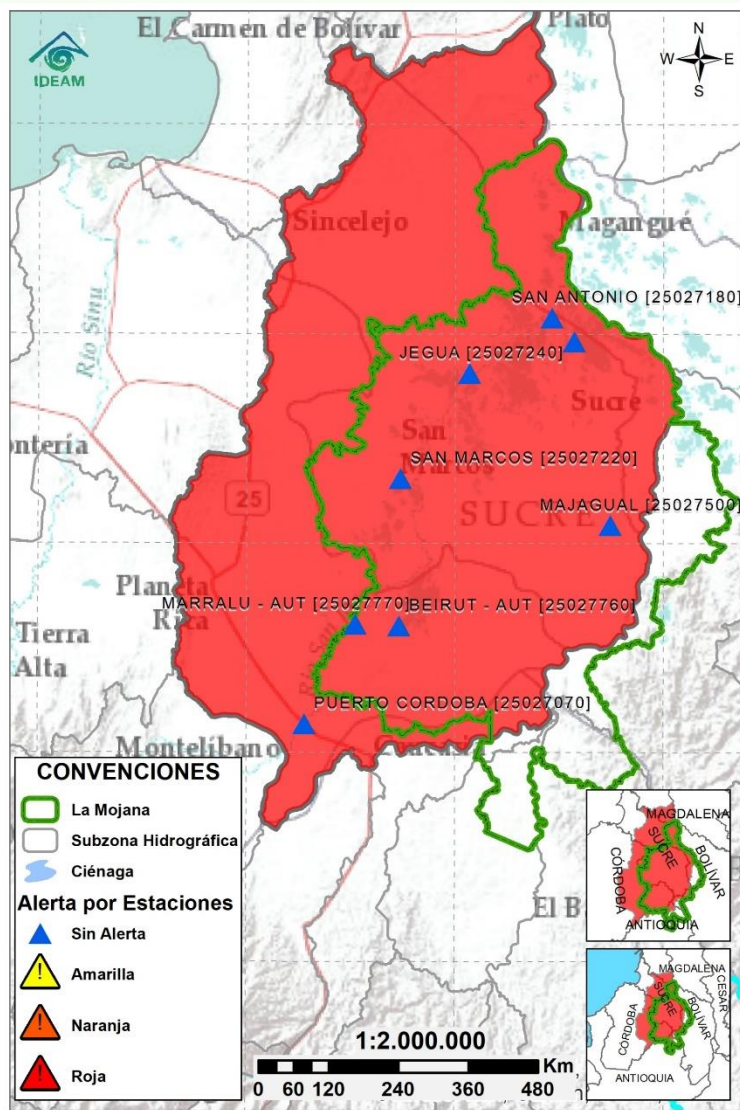 El Carmen de Bolívar
Plato
IDEAM
N
W E
S
Sincelejo
Magangué
Río Sinú
SAN ANTONIO [25027180]
JEGUA [25027240]
Sucre
San
Marcos
SAN MARCOS [25027220]
ontería
25
SUCRE
MAJAGUAL [25027500]
Planeta
Rica
MARRALU - AUT [25027770]
BEIRUT - AUT [25027760]
Tierra
Alta
Río San
PUERTO CORDOBA [25027070]
Montelíbano
CONVENCIONES
La Mojana
Subzona Hidrográfica
Ciénaga
Alerta por Estaciones
Sin Alerta
Amarilla
Naranja
Roja
El B
MAGDALENA
SUCRE
BOLÍVAR
CÓRDOBA
ANTIOQUIA
MAGDALENA
CESAR
SUCRE
BOLÍVAR
CÓRDOBA
ANTIOQUIA
1:2.000.000
Km
0 60 120 240 360 480